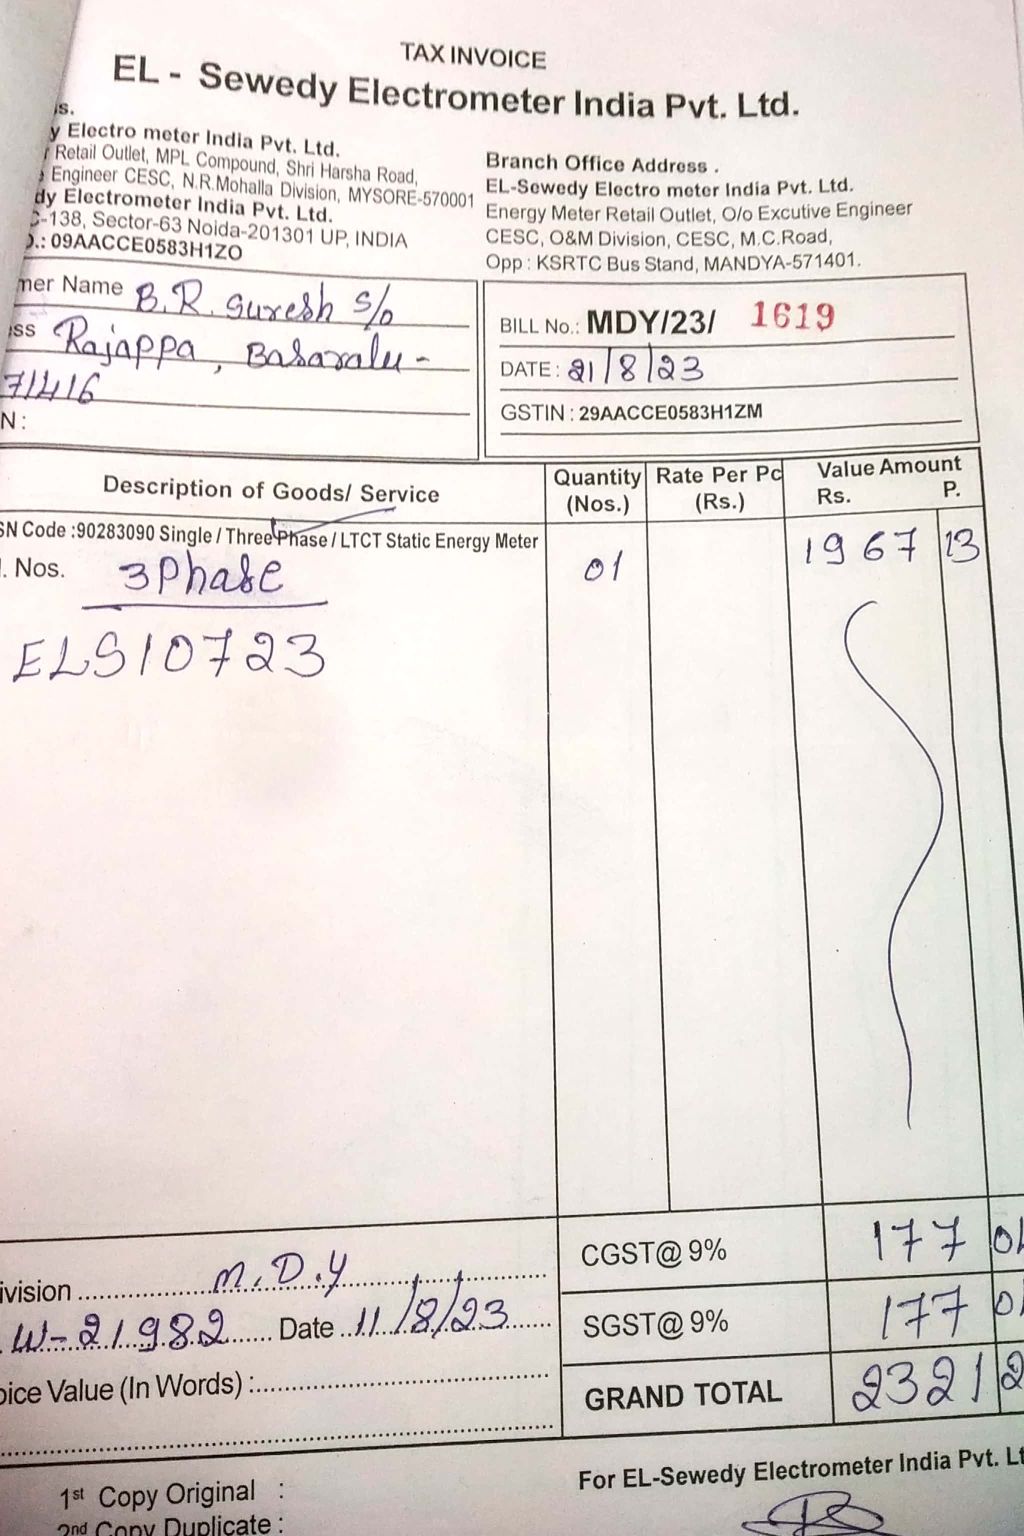 TAX INVOICE
EL - Sewedy Electrometer India Pvt. Ltd.
Electro meter India Pvt. Ltd.
Retail Outlet, MPL Compound, Shri Harsha Road,
Engineer CESC, N.R.Mohalla Division, MYSORE-570001
Electrometer India Pvt. Ltd.
-138, Sector-63 Noida-201301 UP, INDIA
: 09AACCE0583H1ZO
Branch Office Address .
EL-Sewedy Electro meter India Pvt. Ltd.
Energy Meter Retail Outlet, O/o Excutive Engineer
CESC, O&M Division, CESC, M.C.Road,
Opp : KSRTC Bus Stand, MANDYA-571401.
mer Name B.R. Suresh S/o
ess Rajappa, Basaralu -
71416
N :
BILL No.: MDY/23/ 1619
DATE : 21/8/23
GSTIN : 29AACCE0583H1ZM
Description of Goods/ Service Quantity (Nos.) Rate Per Pc (Rs.) Value Amount Rs. P.
SN Code :90283090 Single / Three Phase / LTCT Static Energy Meter
. Nos. 3 Phase 01 1967 13
ELS10723
CGST@ 9% 177
SGST@ 9% 177
GRAND TOTAL 2321 2
ivision M.D.Y
W-21982 Date 11/8/23
oice Value (In Words) :
For EL-Sewedy Electrometer India Pvt. Lt
1st Copy Original :
2nd Copy Duplicate :